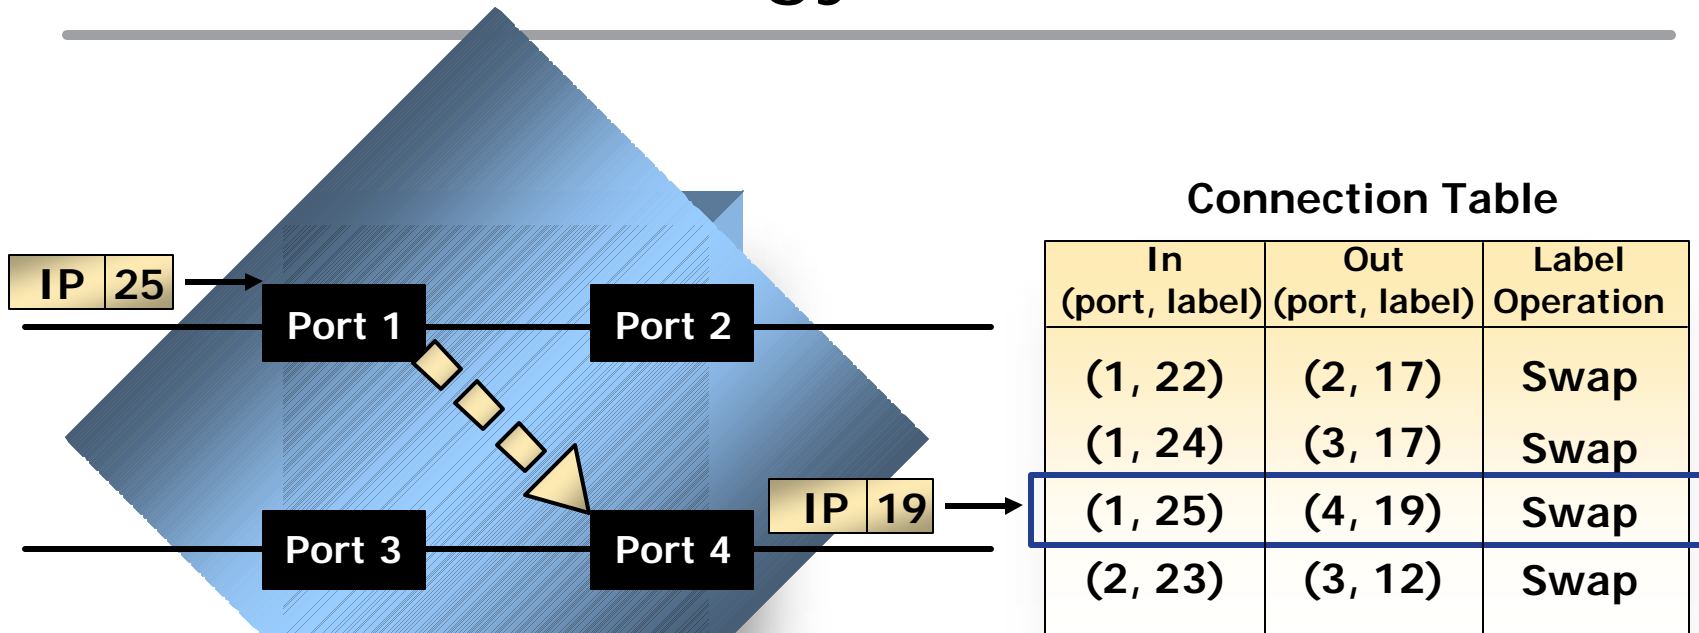 Connection Table
In (port, label) Out (port, label) Label Operation
IP 25
Port 1 Port 2
(1, 22) (2, 17) Swap
(1, 24) (3, 17) Swap
IP 19
(1, 25) (4, 19) Swap
Port 3 Port 4
(2, 23) (3, 12) Swap